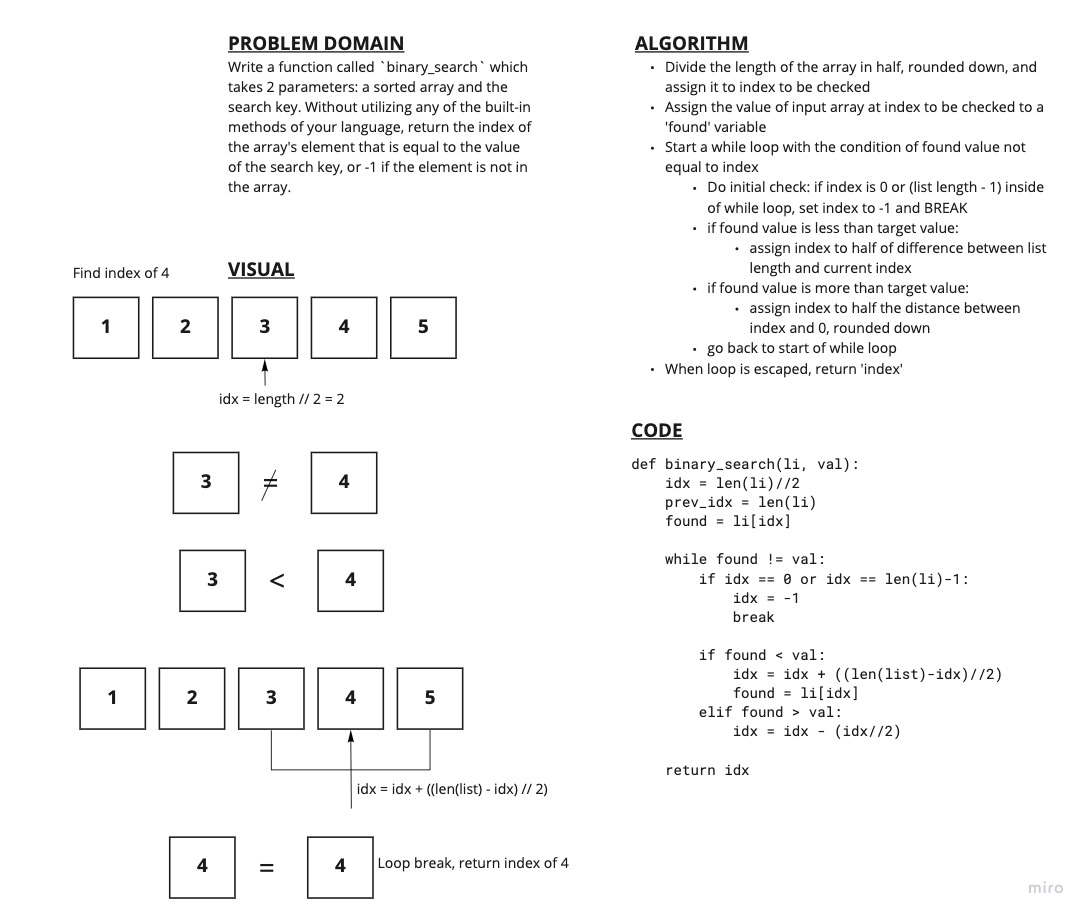 PROBLEM DOMAIN
Write a function called `binary_search` which
takes 2 parameters: a sorted array and the
search key. Without utilizing any of the built-in
methods of your language, return the index of
the array's element that is equal to the value
of the search key, or -1 if the element is not in
the array.
Find index of 4
VISUAL
1 2 3 4 5
idx = length // 2 = 2
3 ≠ 4
3 < 4
1 2 3 4 5
idx = idx + ((len(list) - idx) // 2)
4 = 4 Loop break, return index of 4
ALGORITHM
• Divide the length of the array in half, rounded down, and
assign it to index to be checked
• Assign the value of input array at index to be checked to a
'found' variable
• Start a while loop with the condition of found value not
equal to index
• Do initial check: if index is 0 or (list length - 1) inside
of while loop, set index to -1 and BREAK
• if found value is less than target value:
• assign index to half of difference between list
length and current index
• if found value is more than target value:
• assign index to half the distance between
index and 0, rounded down
• go back to start of while loop
• When loop is escaped, return 'index'
CODE
def binary_search(li, val):
    idx = len(li)//2
    prev_idx = len(li)
    found = li[idx]
    while found != val:
        if idx == 0 or idx == len(li)-1:
            idx = -1
            break
        if found < val:
            idx = idx + ((len(list)-idx)//2)
            found = li[idx]
        elif found > val:
            idx = idx - (idx//2)
    return idx
miro